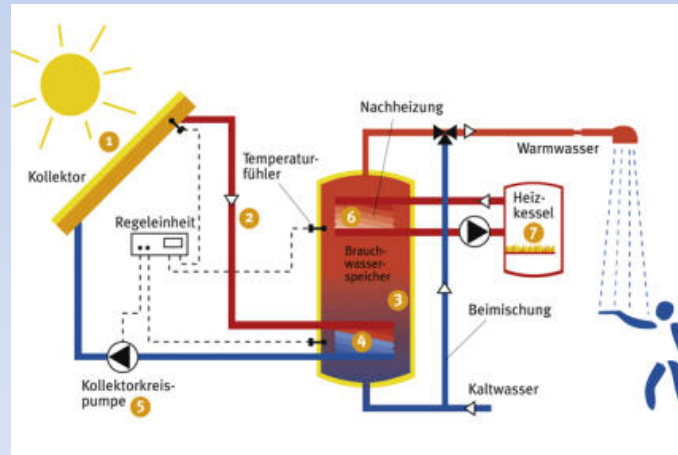 Nachheizung
1
Kollektor
Temperatur-
fühler
Warmwasser
Regeleinheit
2
6
Heiz-
kessel
7
Brauch-
wasser-
speicher
3
4
Beimischung
Kollektorkreis-
pumpe 5
Kaltwasser